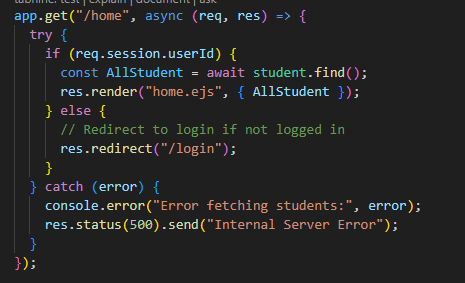 tabnine: test | explain | document | ask
app.get("/home", async (req, res) => {
  try {
    if (req.session.userId) {
      const AllStudent = await student.find();
      res.render("home.ejs", { AllStudent });
    } else {
      // Redirect to login if not logged in
      res.redirect("/login");
    }
  } catch (error) {
    console.error("Error fetching students:", error);
    res.status(500).send("Internal Server Error");
  }
});